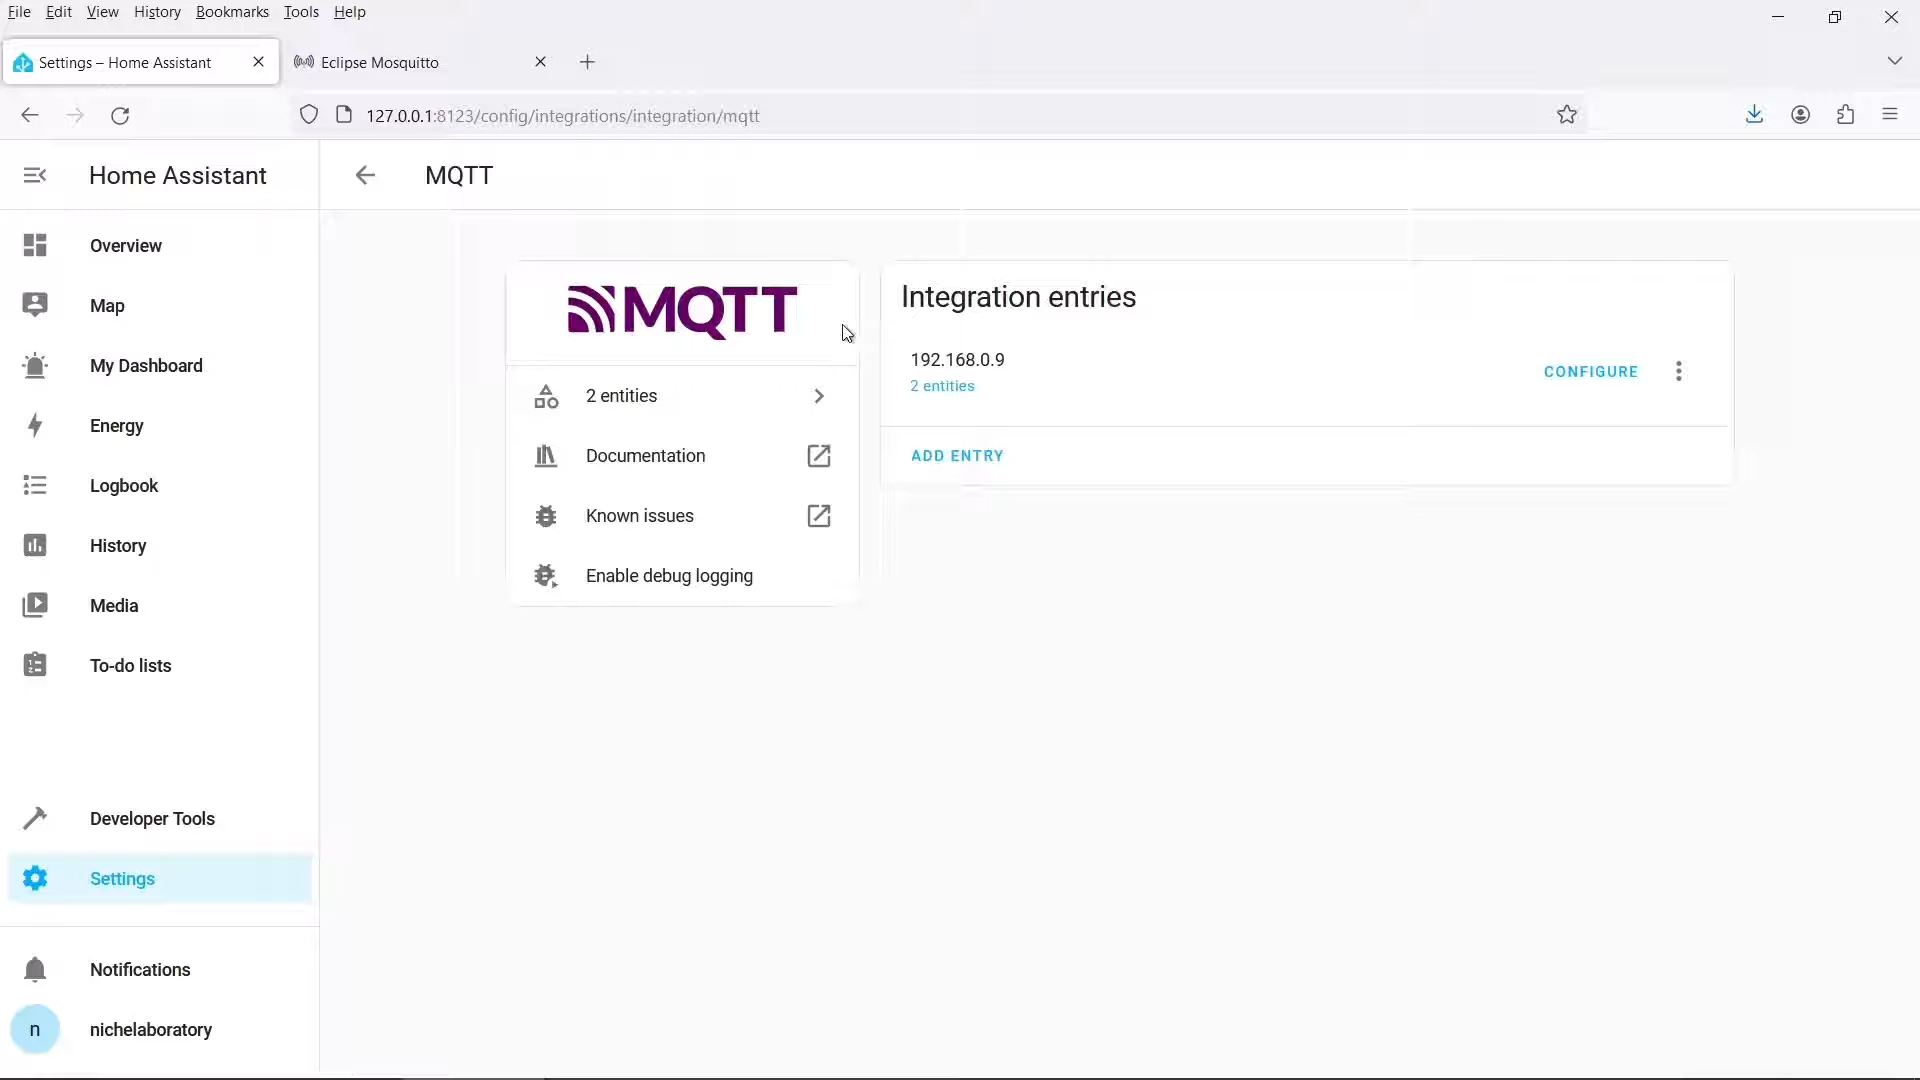 File Edit View History Bookmarks Tools Help
Settings – Home Assistant
Eclipse Mosquitto
127.0.0.1:8123/config/integrations/integration/mqtt
Home Assistant
MQTT
Overview
Map
My Dashboard
Energy
Logbook
History
Media
To-do lists
Developer Tools
Settings
Notifications
n
nichelaboratory
MQTT
2 entities
Documentation
Known issues
Enable debug logging
Integration entries
192.168.0.9
2 entities
CONFIGURE
ADD ENTRY